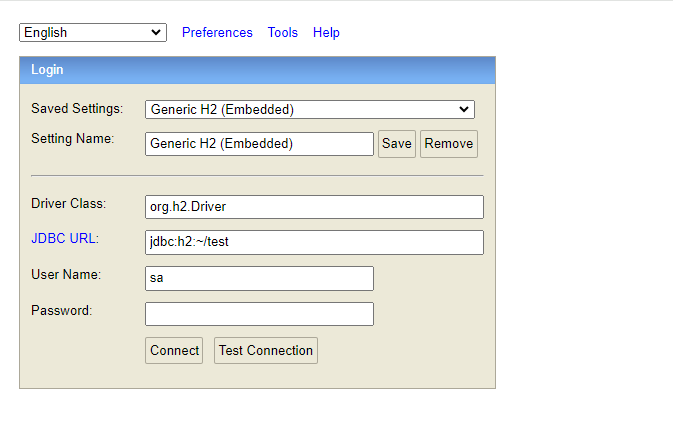 English Preferences Tools Help
Login
Saved Settings: Generic H2 (Embedded)
Setting Name: Generic H2 (Embedded) Save Remove
Driver Class: org.h2.Driver
JDBC URL: jdbc:h2:~/test
User Name: sa
Password:
Connect Test Connection